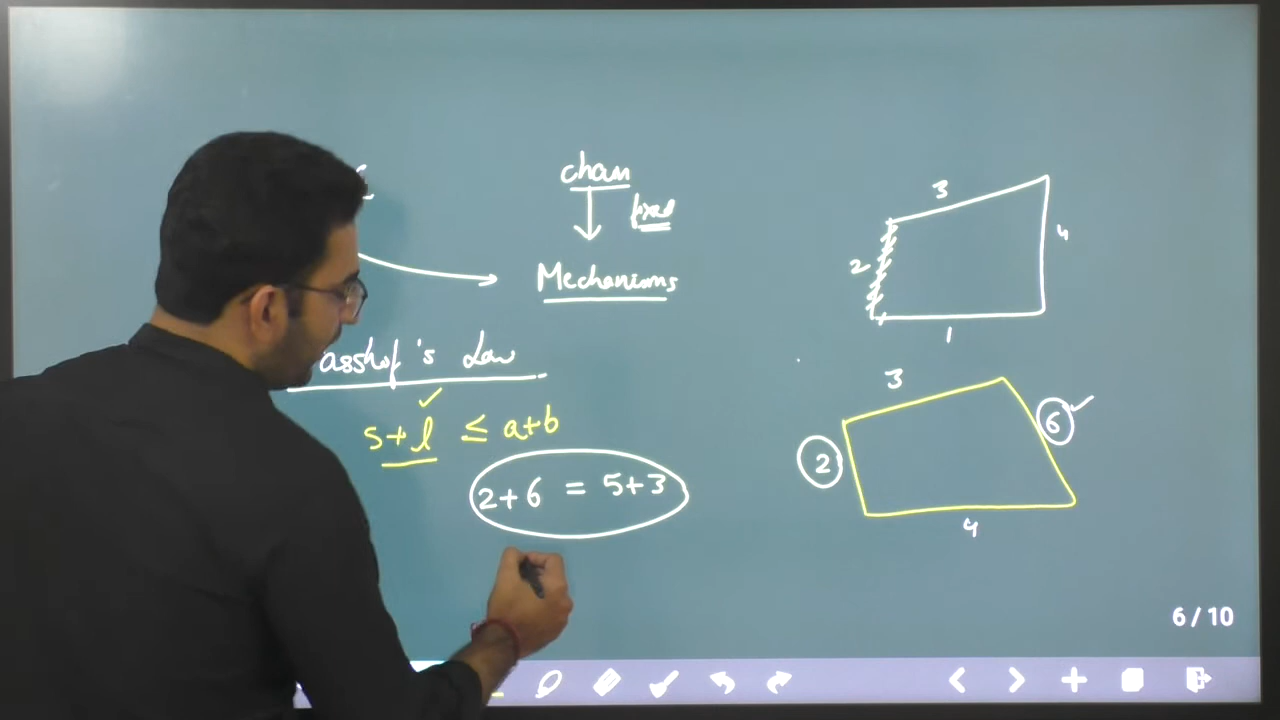 chain
fixed
Mechanisms
asshof's Law
s+l ≤ a+b
2+6 = 5+3
3
2
4
1
3
2
6
4
6 / 10